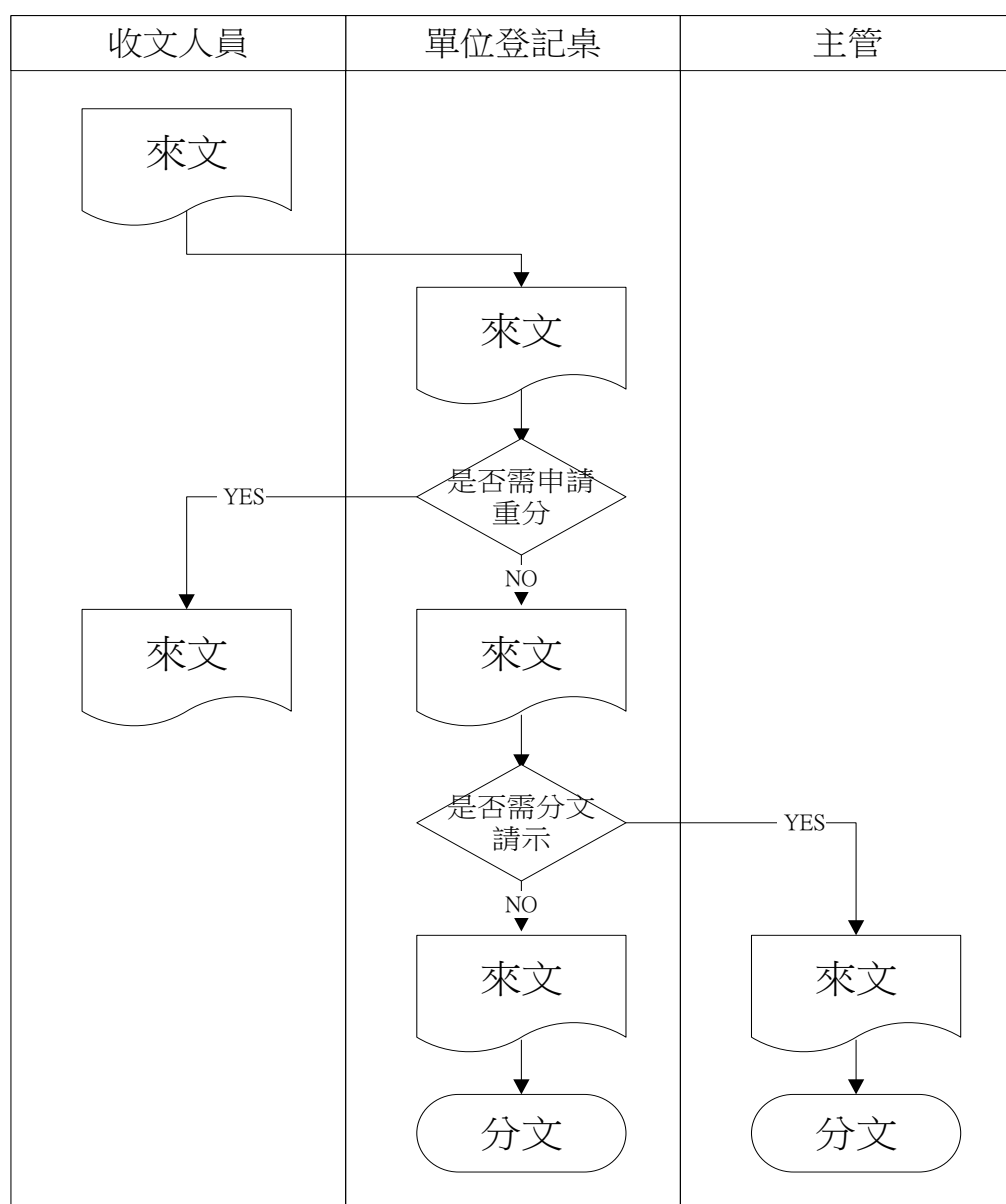 收文人員
單位登記桌
主管
來文
來文
是否需申請
重分
YES
NO
來文
來文
是否需分文
請示
YES
NO
來文
來文
分文
分文